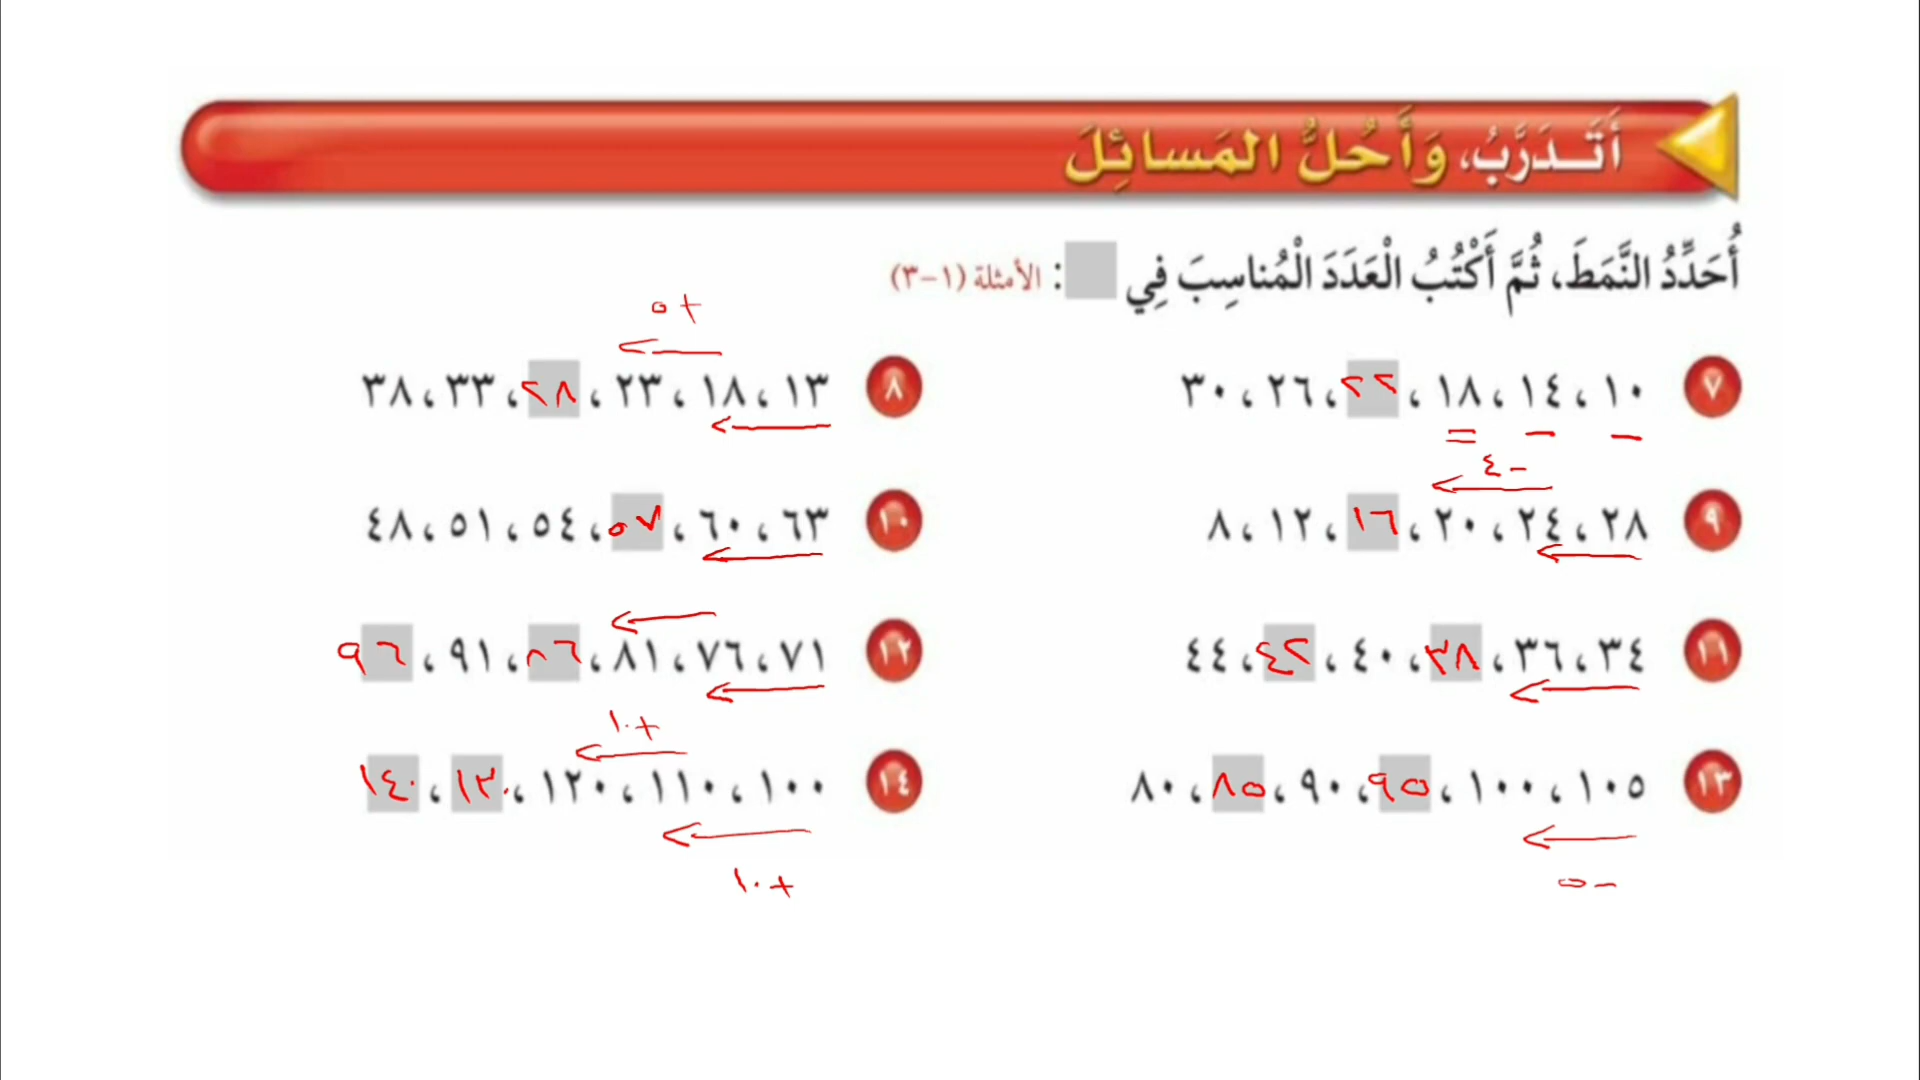 أَتَدَرَّبُ، وَأَحُلُّ المَسائِلَ
أُحَدِّدُ النَّمَطَ، ثُمَّ أَكْتُبُ الْعَدَدَ الْمُناسِبَ فِي : الأمثلة (١-٣)
٧ ١٠، ١٤، ١٨، ٢٢، ٢٦، ٣٠
+٥
٨ ١٣، ١٨، ٢٣، ٢٨، ٣٣، ٣٨
-٤
٩ ٢٨، ٢٤، ٢٠، ١٦، ١٢، ٨
١٠ ٦٣، ٦٠، ٥٧، ٥٤، ٥١، ٤٨
١١ ٣٤، ٣٦، ٣٨، ٤٠، ٤٢، ٤٤
١٢ ٧١، ٧٦، ٨١، ٨٦، ٩١، ٩٦
١٣ ١٠٥، ١٠٠، ٩٥، ٩٠، ٨٥، ٨٠
-٥
+١٠
١٤ ١٠٠، ١١٠، ١٢٠، ١٣٠، ١٤٠
+١٠